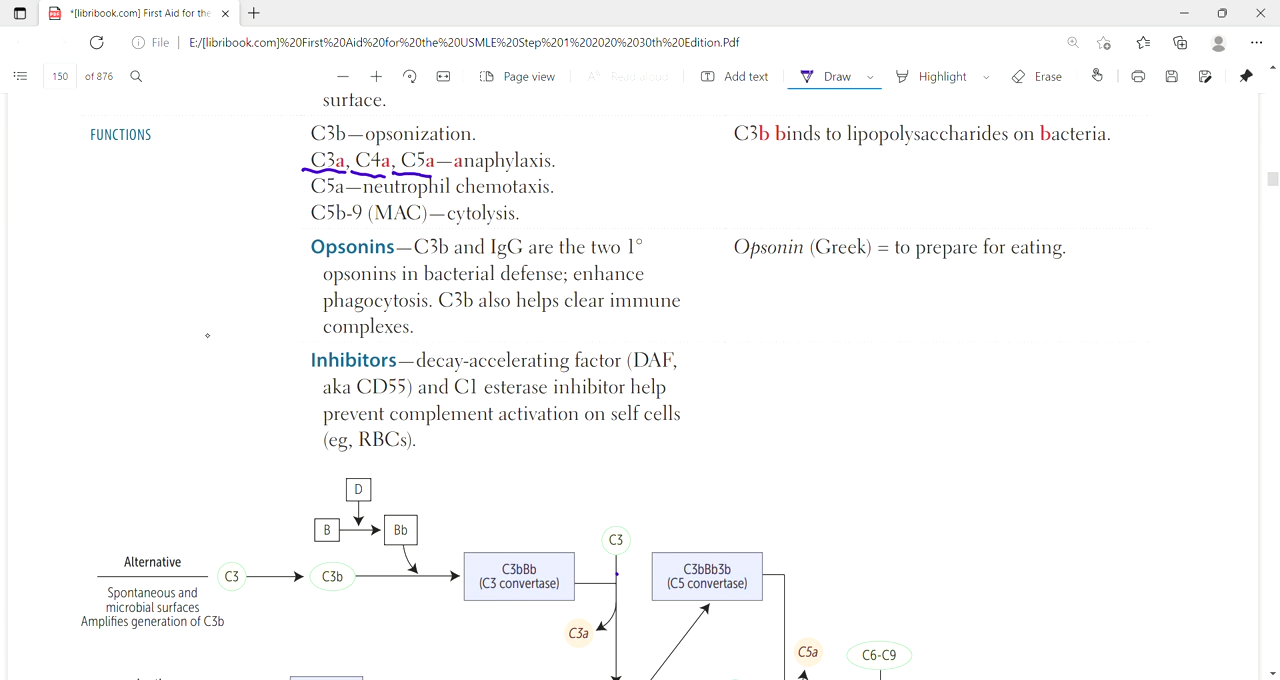 *[libribook.com] First Aid for the
File E:/[libribook.com]%20First%20Aid%20for%20the%20USMLE%20Step%201%202020%2030th%20Edition.Pdf
150 of 876 Page view Read aloud Add text Draw Highlight Erase
surface.
FUNCTIONS
C3b—opsonization.
C3b binds to lipopolysaccharides on bacteria.
C3a, C4a, C5a—anaphylaxis.
C5a—neutrophil chemotaxis.
C5b-9 (MAC)—cytolysis.
Opsonins—C3b and IgG are the two 1°
opsonins in bacterial defense; enhance
phagocytosis. C3b also helps clear immune
complexes.
Opsonin (Greek) = to prepare for eating.
Inhibitors—decay-accelerating factor (DAF,
aka CD55) and C1 esterase inhibitor help
prevent complement activation on self cells
(eg, RBCs).
D
B
Bb
Alternative
Spontaneous and
microbial surfaces
Amplifies generation of C3b
C3
C3b
C3bBb
(C3 convertase)
C3
C3a
C3bBb3b
(C5 convertase)
C5a
C6-C9